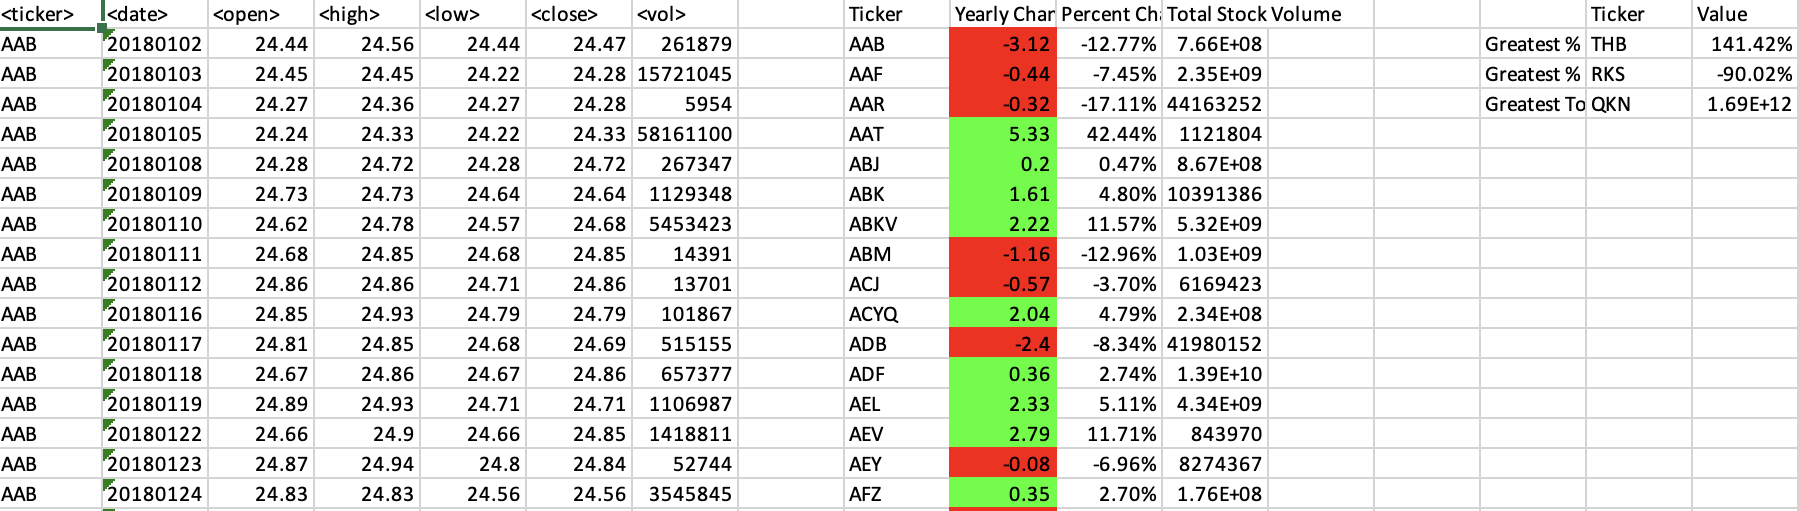 <ticker> <date> <open> <high> <low> <close> <vol> Ticker Yearly Chan Percent Ch Total Stock Volume Ticker Value
AAB 20180102 24.44 24.56 24.44 24.47 261879 AAB -3.12 -12.77% 7.66E+08 Greatest % THB 141.42%
AAB 20180103 24.45 24.45 24.22 24.28 15721045 AAF -0.44 -7.45% 2.35E+09 Greatest % RKS -90.02%
AAB 20180104 24.27 24.36 24.27 24.28 5954 AAR -0.32 -17.11% 44163252 Greatest To QKN 1.69E+12
AAB 20180105 24.24 24.33 24.22 24.33 58161100 AAT 5.33 42.44% 1121804
AAB 20180108 24.28 24.72 24.28 24.72 267347 ABJ 0.2 0.47% 8.67E+08
AAB 20180109 24.73 24.73 24.64 24.64 1129348 ABK 1.61 4.80% 10391386
AAB 20180110 24.62 24.78 24.57 24.68 5453423 ABKV 2.22 11.57% 5.32E+09
AAB 20180111 24.68 24.85 24.68 24.85 14391 ABM -1.16 -12.96% 1.03E+09
AAB 20180112 24.86 24.86 24.71 24.86 13701 ACJ -0.57 -3.70% 6169423
AAB 20180116 24.85 24.93 24.79 24.79 101867 ACYQ 2.04 4.79% 2.34E+08
AAB 20180117 24.81 24.85 24.68 24.69 515155 ADB -2.4 -8.34% 41980152
AAB 20180118 24.67 24.86 24.67 24.86 657377 ADF 0.36 2.74% 1.39E+10
AAB 20180119 24.89 24.93 24.71 24.71 1106987 AEL 2.33 5.11% 4.34E+09
AAB 20180122 24.66 24.9 24.66 24.85 1418811 AEV 2.79 11.71% 843970
AAB 20180123 24.87 24.94 24.8 24.84 52744 AEY -0.08 -6.96% 8274367
AAB 20180124 24.83 24.83 24.56 24.56 3545845 AFZ 0.35 2.70% 1.76E+08